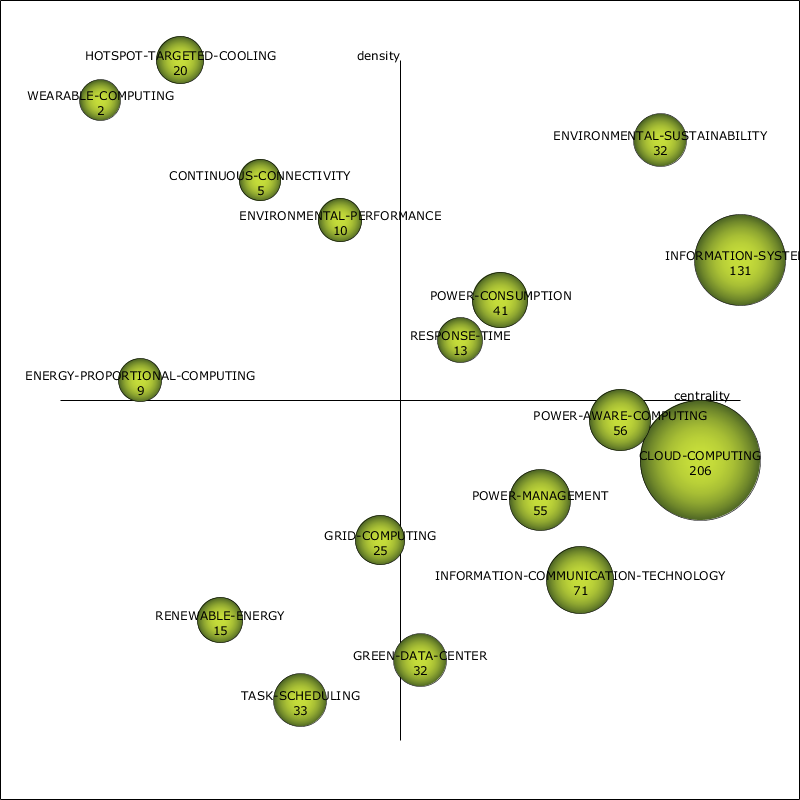 density
HOTSPOT-TARGETED-COOLING
20
WEARABLE-COMPUTING
2
ENVIRONMENTAL-SUSTAINABILITY
32
CONTINUOUS-CONNECTIVITY
5
ENVIRONMENTAL-PERFORMANCE
10
INFORMATION-SYSTE
131
POWER-CONSUMPTION
41
RESPONSE-TIME
13
ENERGY-PROPORTIONAL-COMPUTING
9
centrality
POWER-AWARE-COMPUTING
56
CLOUD-COMPUTING
206
POWER-MANAGEMENT
55
GRID-COMPUTING
25
INFORMATION-COMMUNICATION-TECHNOLOGY
71
RENEWABLE-ENERGY
15
GREEN-DATA-CENTER
32
TASK-SCHEDULING
33